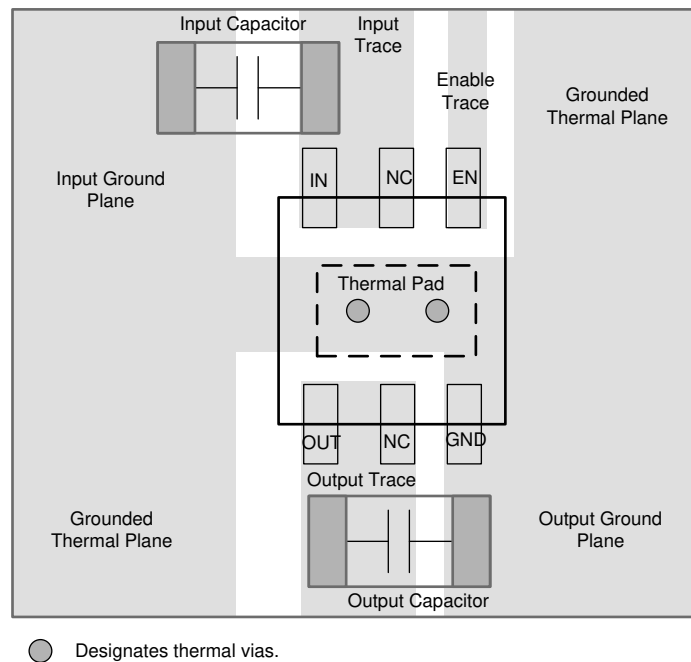 Input Capacitor
Input
Trace
Enable
Trace
Grounded
Thermal Plane
Input Ground
Plane
IN
NC
EN
Thermal Pad
OUT
NC
GND
Output Trace
Grounded
Thermal Plane
Output Ground
Plane
Output Capacitor
Designates thermal vias.